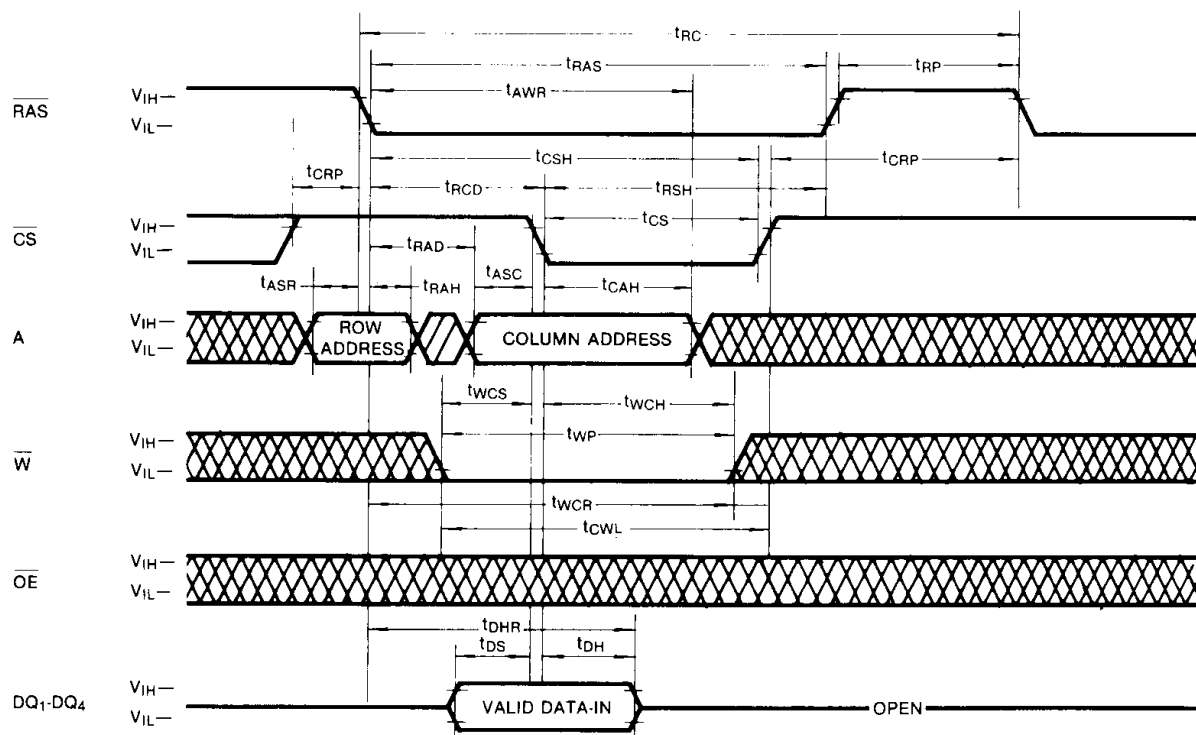 tRC
tRAS
tRP
tAWR
RAS
VIH
VIL
tCSH
tCRP
tCRP
tRCD
tRSH
tCS
CS
VIH
VIL
tRAD
tASR
tRAH
tASC
tCAH
A
VIH
VIL
ROW
ADDRESS
COLUMN ADDRESS
tWCS
tWCH
tWP
W
VIH
VIL
tWCR
tCWL
OE
VIH
VIL
tDHR
tDS
tDH
DQ1-DQ4
VIH
VIL
VALID DATA-IN
OPEN